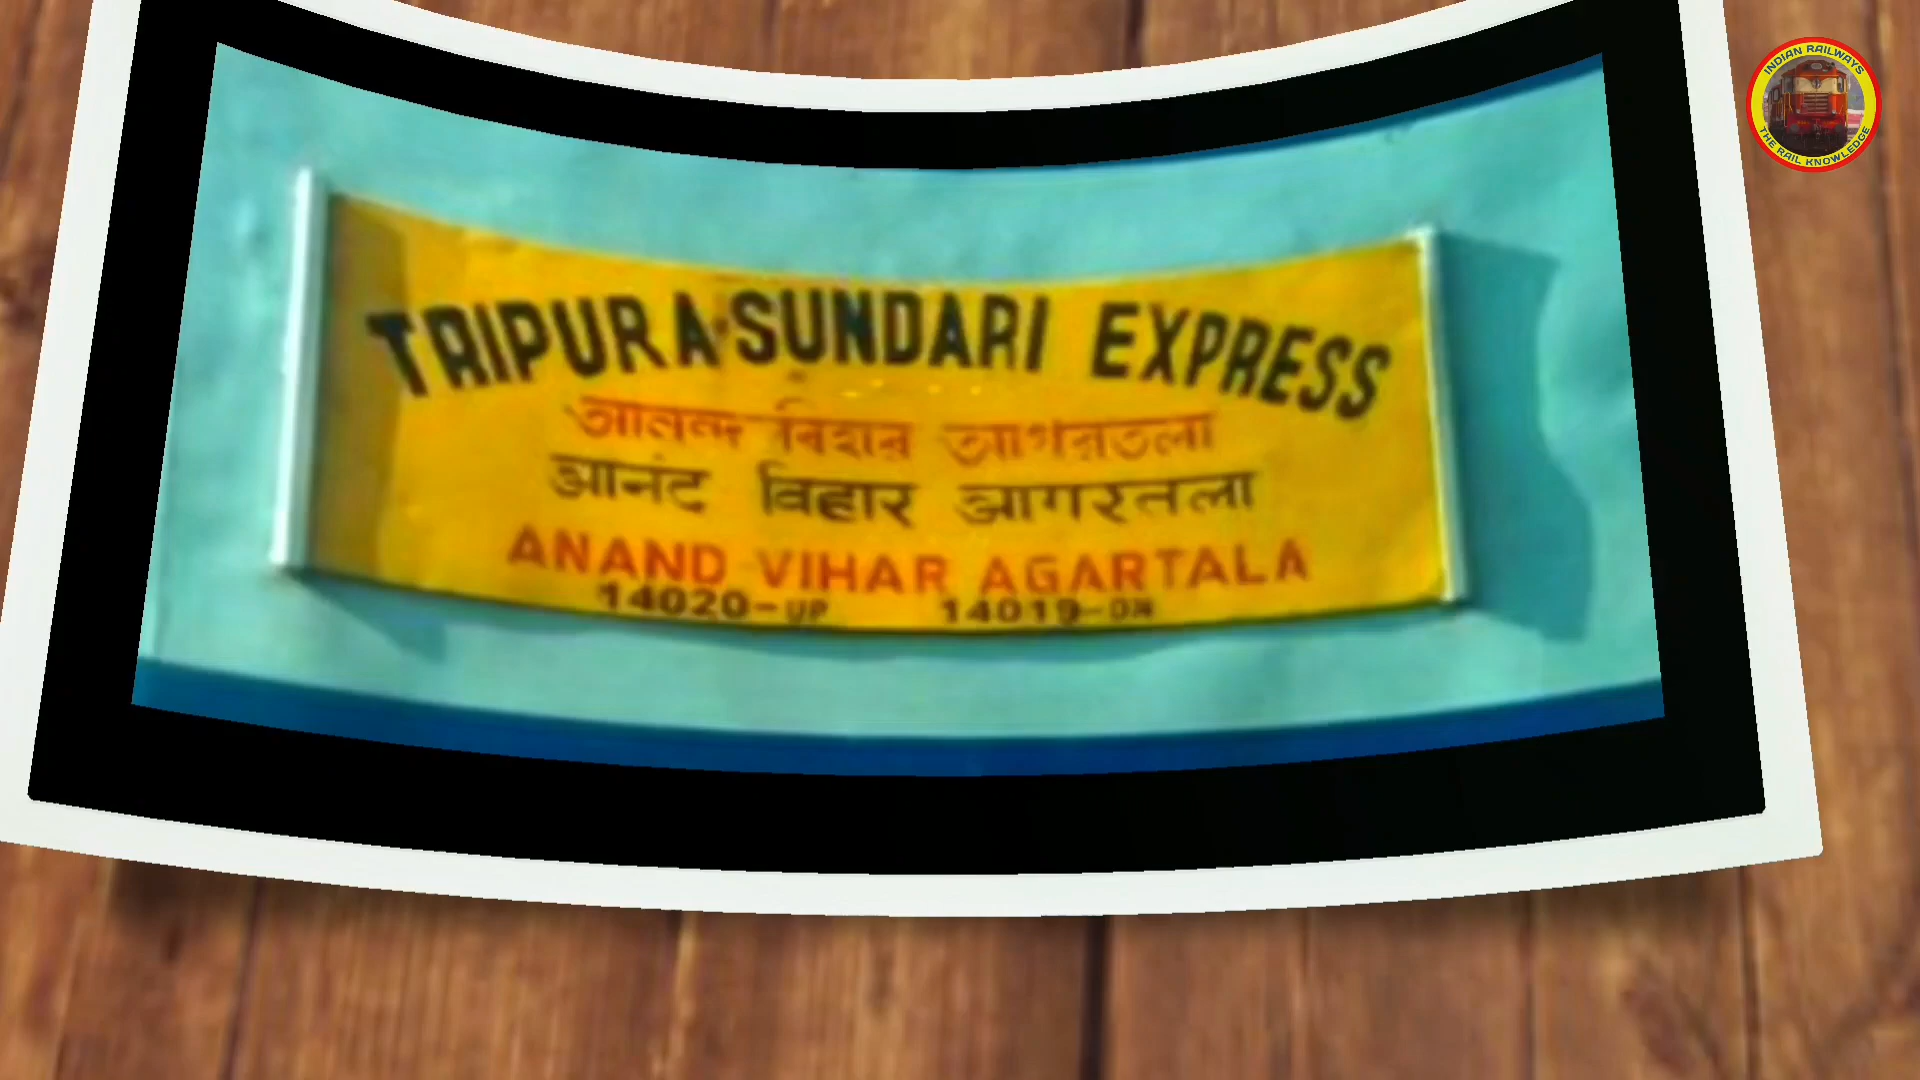 INDIAN RAILWAYS
THE RAIL KNOWLEDGE
TRIPURA SUNDARI EXPRESS
আনন্দ বিহার আগরতলা
आनंद विहार आगरतला
ANAND VIHAR AGARTALA
14020-UP 14019-DN